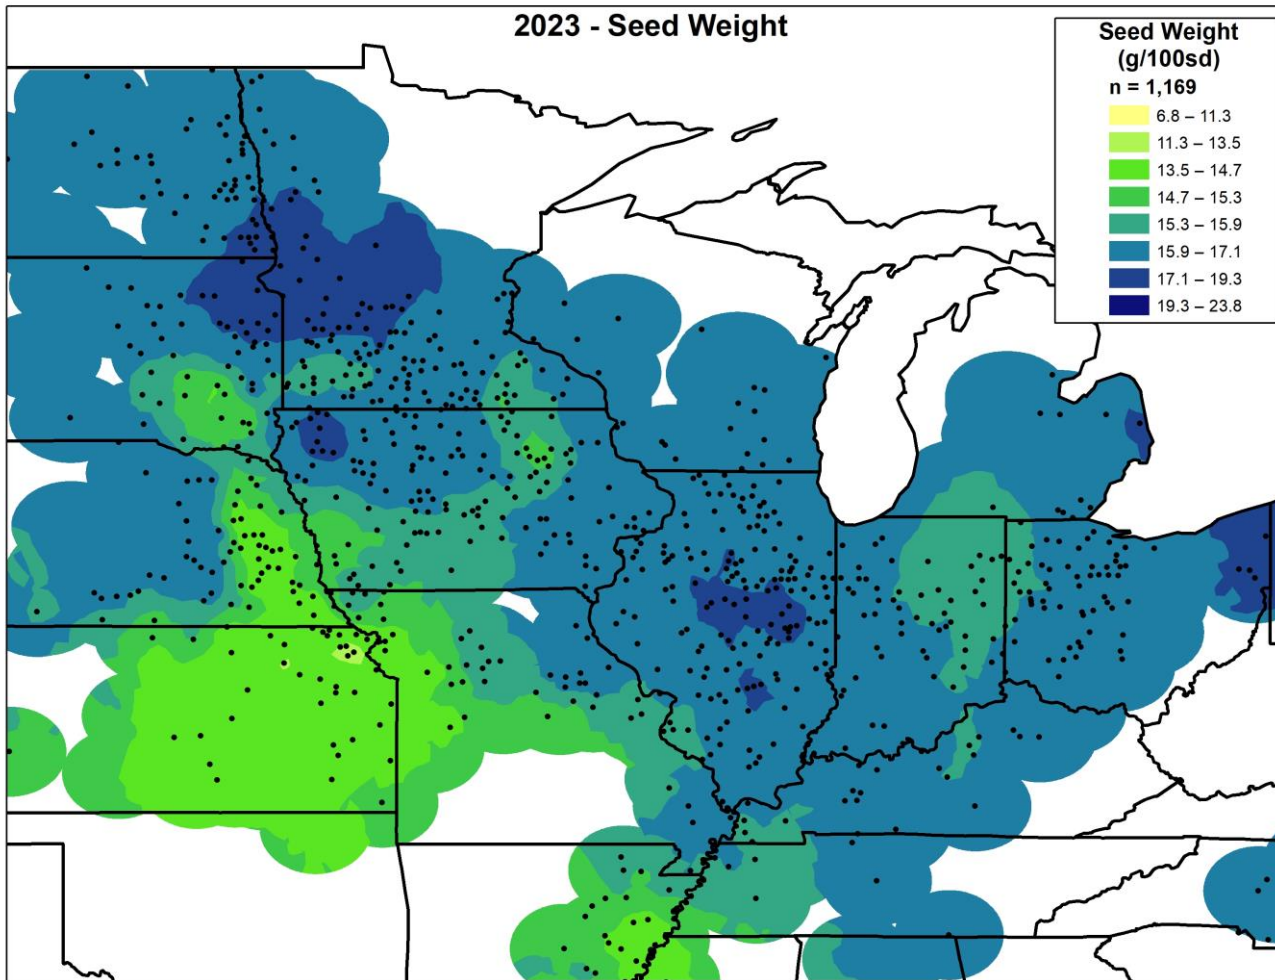 2023 - Seed Weight
Seed Weight
(g/100sd)
n = 1,169
6.8 – 11.3
11.3 – 13.5
13.5 – 14.7
14.7 – 15.3
15.3 – 15.9
15.9 – 17.1
17.1 – 19.3
19.3 – 23.8